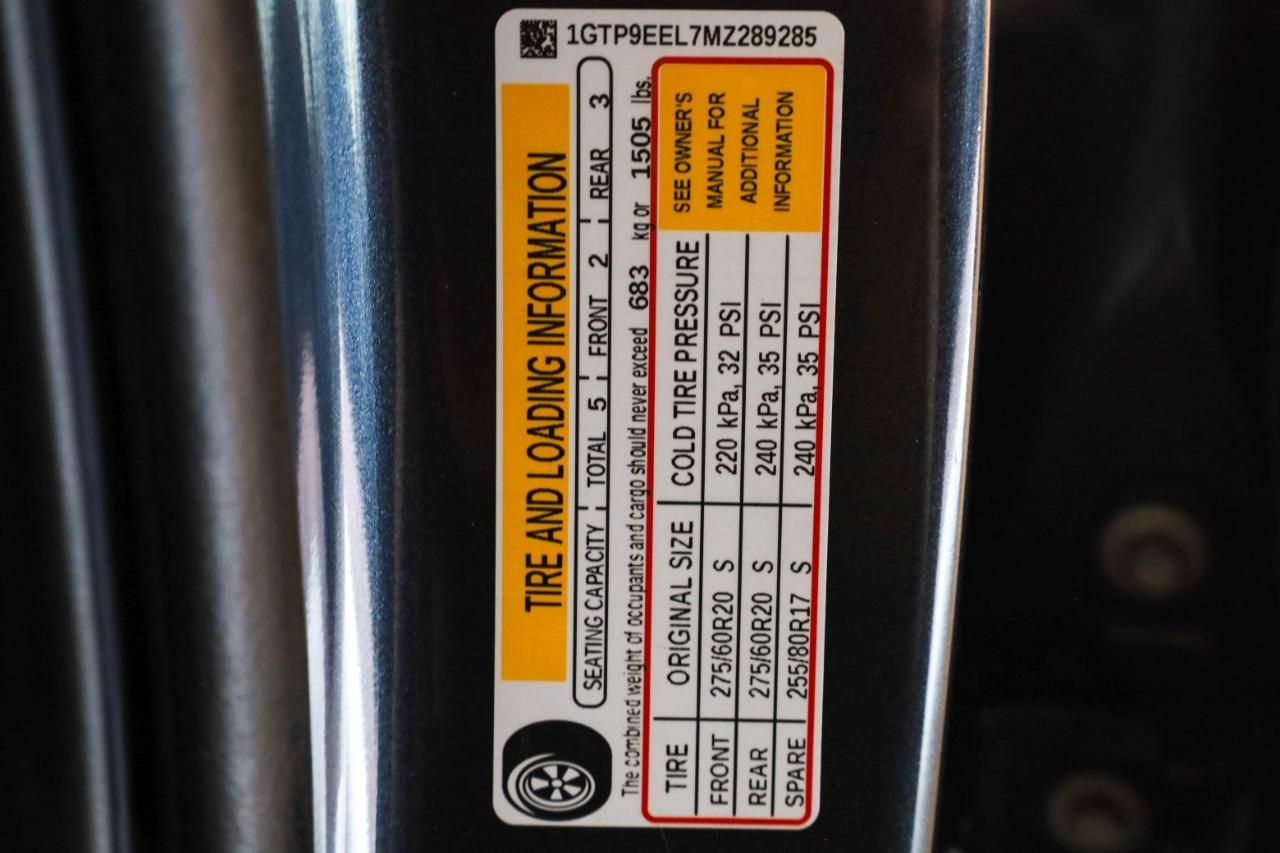 1GTP9EEL7MZ289285
TIRE AND LOADING INFORMATION
SEATING CAPACITY TOTAL 5 FRONT 2 REAR 3
The combined weight of occupants and cargo should never exceed 683 kg or 1505 lbs.
TIRE ORIGINAL SIZE COLD TIRE PRESSURE
FRONT 275/60R20 S 220 kPa, 32 PSI
REAR 275/60R20 S 240 kPa, 35 PSI
SPARE 255/80R17 S 240 kPa, 35 PSI
SEE OWNER'S
MANUAL FOR
ADDITIONAL
INFORMATION